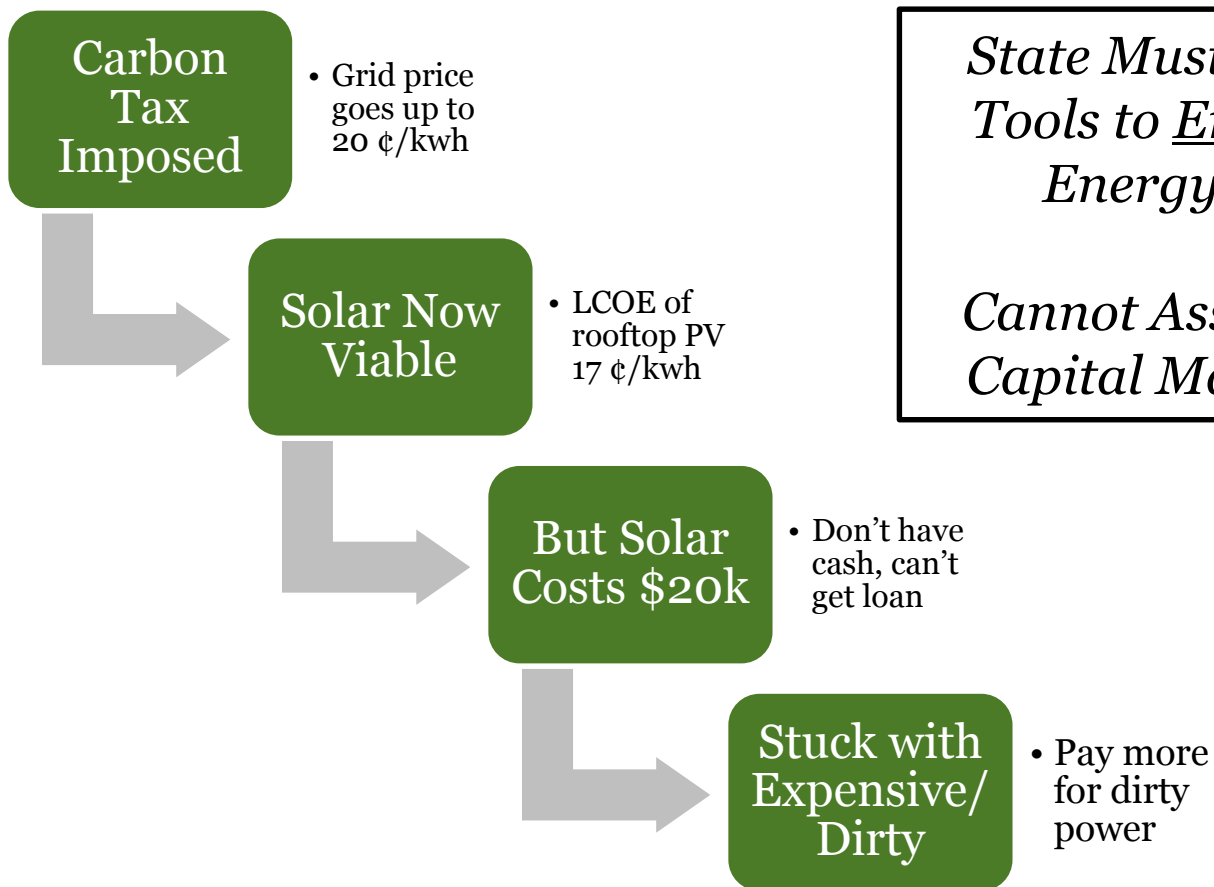 Carbon
Tax
Imposed
• Grid price
goes up to
20 ¢/kwh
State
Tools to
Energy
Cannot
Capital
Solar Now
Viable
• LCOE of
rooftop PV
17 ¢/kwh
But Solar
Costs $20k
• Don’t have
cash, can’t
get loan
Stuck with
Expensive/
Dirty
• Pay more
for dirty
power